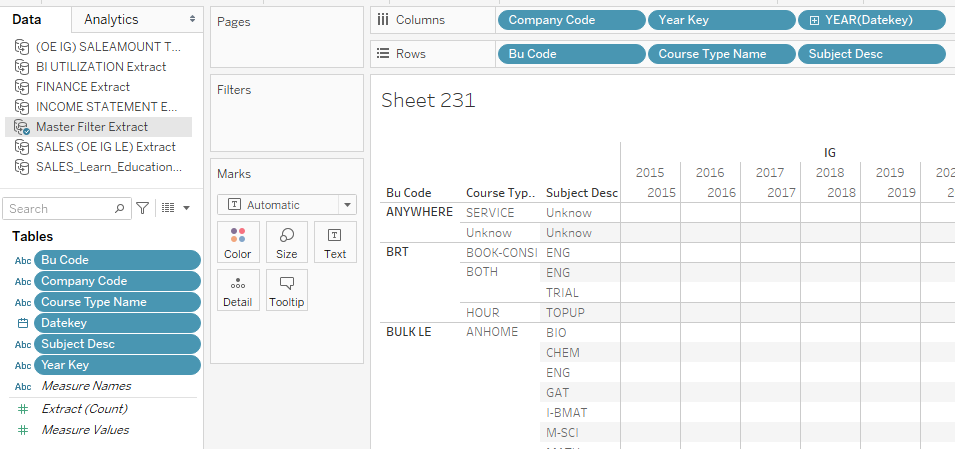 Data
Analytics
(OE IG) SALEAMOUNT T...
BI UTILIZATION Extract
FINANCE Extract
INCOME STATEMENT E...
Master Filter Extract
SALES (OE IG LE) Extract
SALES_Learn_Education...
Search
Tables
Abc Bu Code
Abc Company Code
Abc Course Type Name
Datekey
Abc Subject Desc
Abc Year Key
Abc Measure Names
# Extract (Count)
# Measure Values
Pages
Filters
Marks
T Automatic
Color Size Text
Detail Tooltip
Columns Company Code Year Key YEAR(Datekey)
Rows Bu Code Course Type Name Subject Desc
Sheet 231
IG
2015 2016 2017 2018 2019 202
Bu Code Course Typ.. Subject Desc 2015 2016 2017 2018 2019 2
ANYWHERE SERVICE Unknow
Unknow Unknow
BRT BOOK-CONSI ENG
BOTH ENG
TRIAL
HOUR TOPUP
BULK LE ANHOME BIO
CHEM
ENG
GAT
I-BMAT
M-SCI